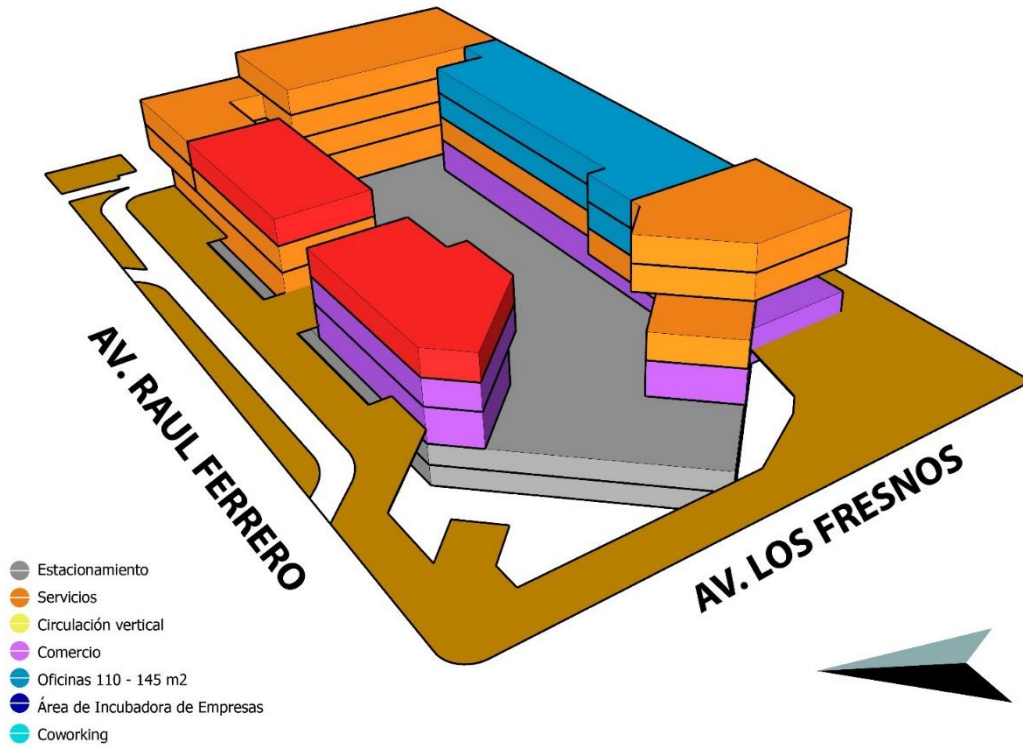 AV. RAUL FERRERO
AV. LOS FRESNOS
Estacionamiento
Servicios
Circulación vertical
Comercio
Oficinas 110 - 145 m2
Área de Incubadora de Empresas
Coworking